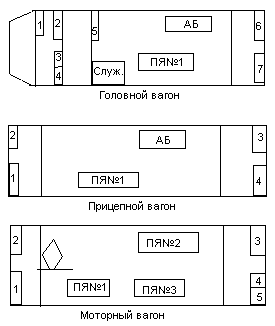 1 2 5 АБ 6
3
4 Служ. ПЯ№1 7
Головной вагон
2 АБ 3
1 ПЯ№1 4
Прицепной вагон
2 ПЯ№2 3
1 ПЯ№1 ПЯ№3 4
5
Моторный вагон